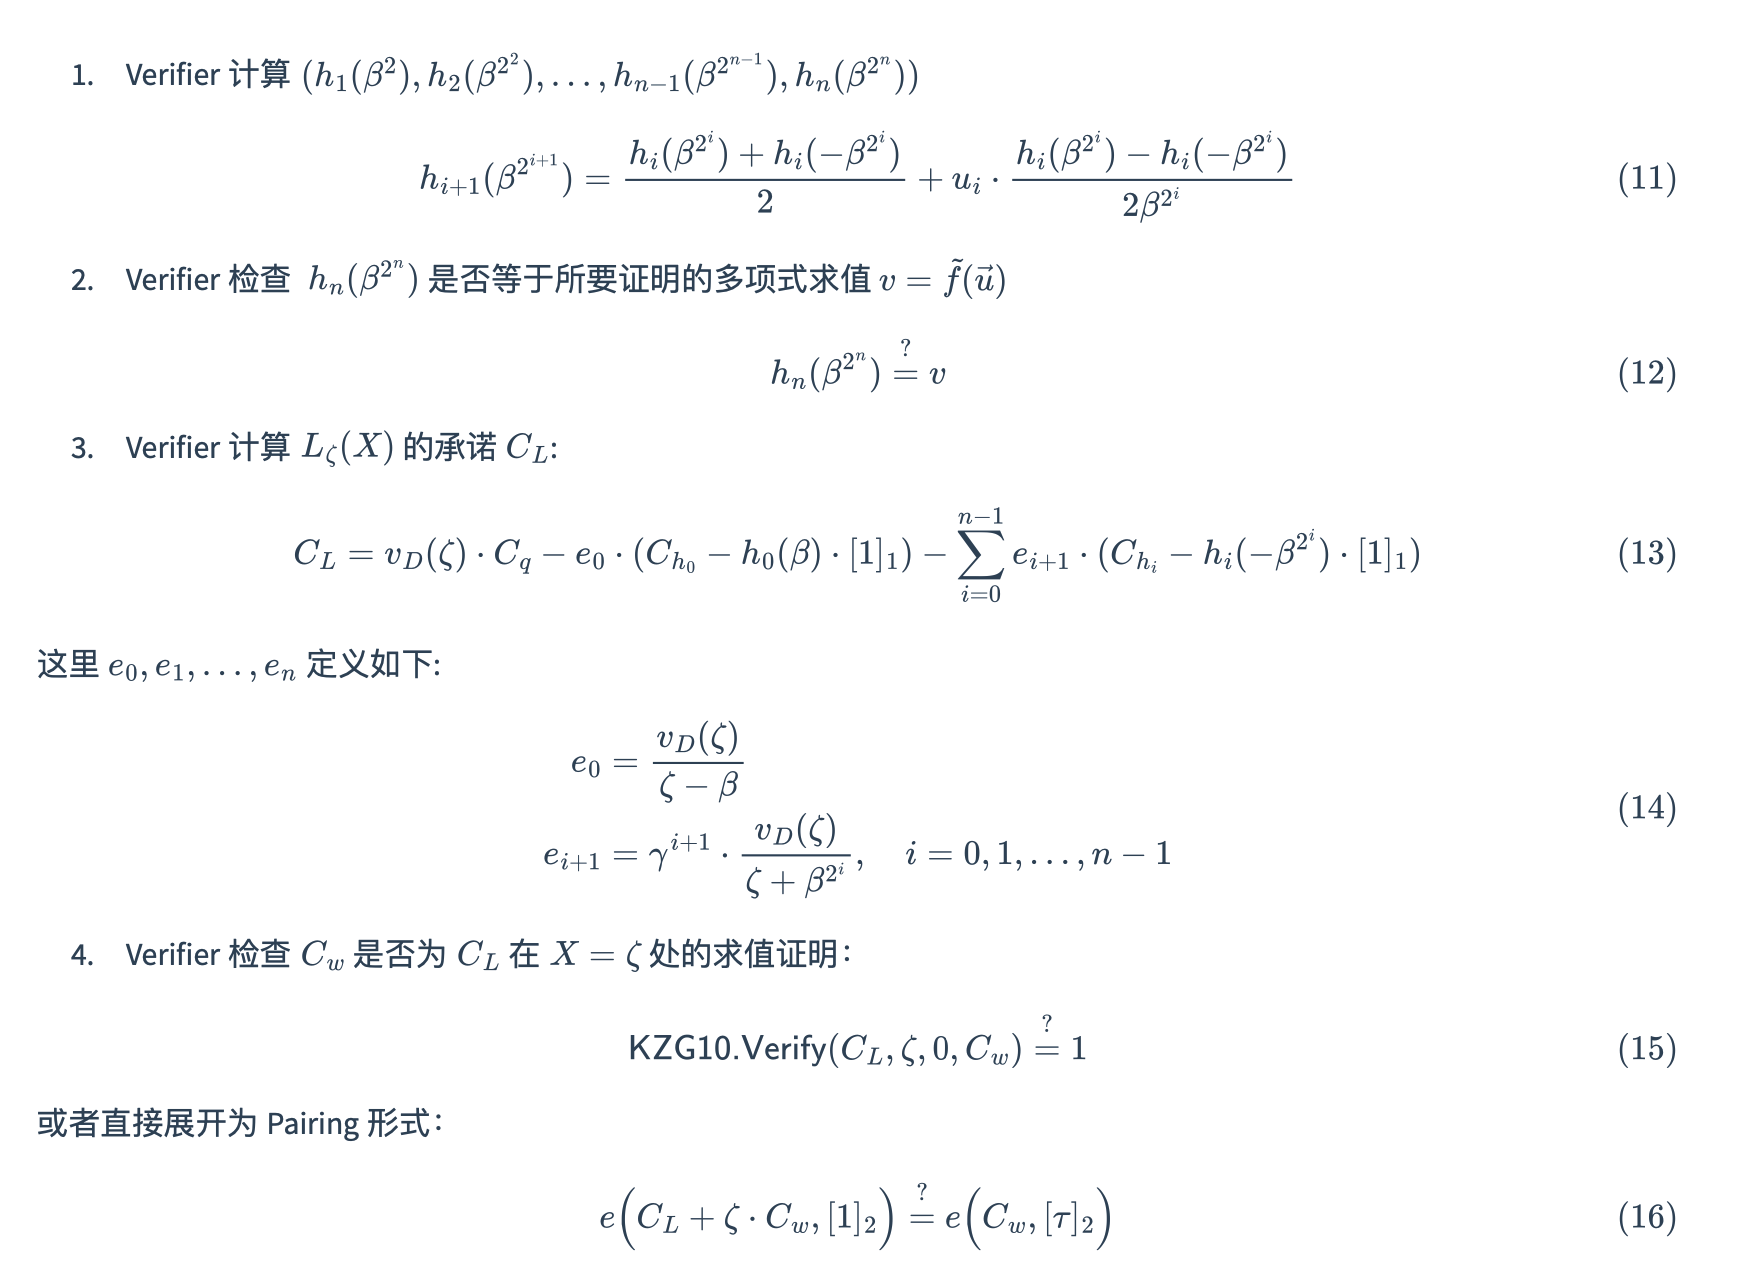 1. Verifier 计算 $(h_1(\beta^2), h_2(\beta^{2^2}), \ldots, h_{n-1}(\beta^{2^{n-1}}), h_n(\beta^{2^n}))$
$h_{i+1}(\beta^{2^{i+1}}) = \frac{h_i(\beta^{2^i}) + h_i(-\beta^{2^i})}{2} + u_i \cdot \frac{h_i(\beta^{2^i}) - h_i(-\beta^{2^i})}{2\beta^{2^i}}$ (11)
2. Verifier 检查 $h_n(\beta^{2^n})$ 是否等于所要证明的多项式求值 $v = \tilde{f}(\vec{u})$
$h_n(\beta^{2^n}) \overset{?}{=} v$ (12)
3. Verifier 计算 $L_\zeta(X)$ 的承诺 $C_L$:
$C_L = v_D(\zeta) \cdot C_q - e_0 \cdot (C_{h_0} - h_0(\beta) \cdot [1]_1) - \sum_{i=0}^{n-1} e_{i+1} \cdot (C_{h_i} - h_i(-\beta^{2^i}) \cdot [1]_1)$ (13)
这里 $e_0, e_1, \ldots, e_n$ 定义如下:
$e_0 = \frac{v_D(\zeta)}{\zeta - \beta}$
$e_{i+1} = \gamma^{i+1} \cdot \frac{v_D(\zeta)}{\zeta + \beta^{2^i}}, \quad i = 0, 1, \ldots, n-1$ (14)
4. Verifier 检查 $C_w$ 是否为 $C_L$ 在 $X = \zeta$ 处的求值证明：
$\mathsf{KZG10.Verify}(C_L, \zeta, 0, C_w) \overset{?}{=} 1$ (15)
或者直接展开为 Pairing 形式：
$e\Big(C_L + \zeta \cdot C_w, [1]_2\Big) \overset{?}{=} e\Big(C_w, [\tau]_2\Big)$ (16)